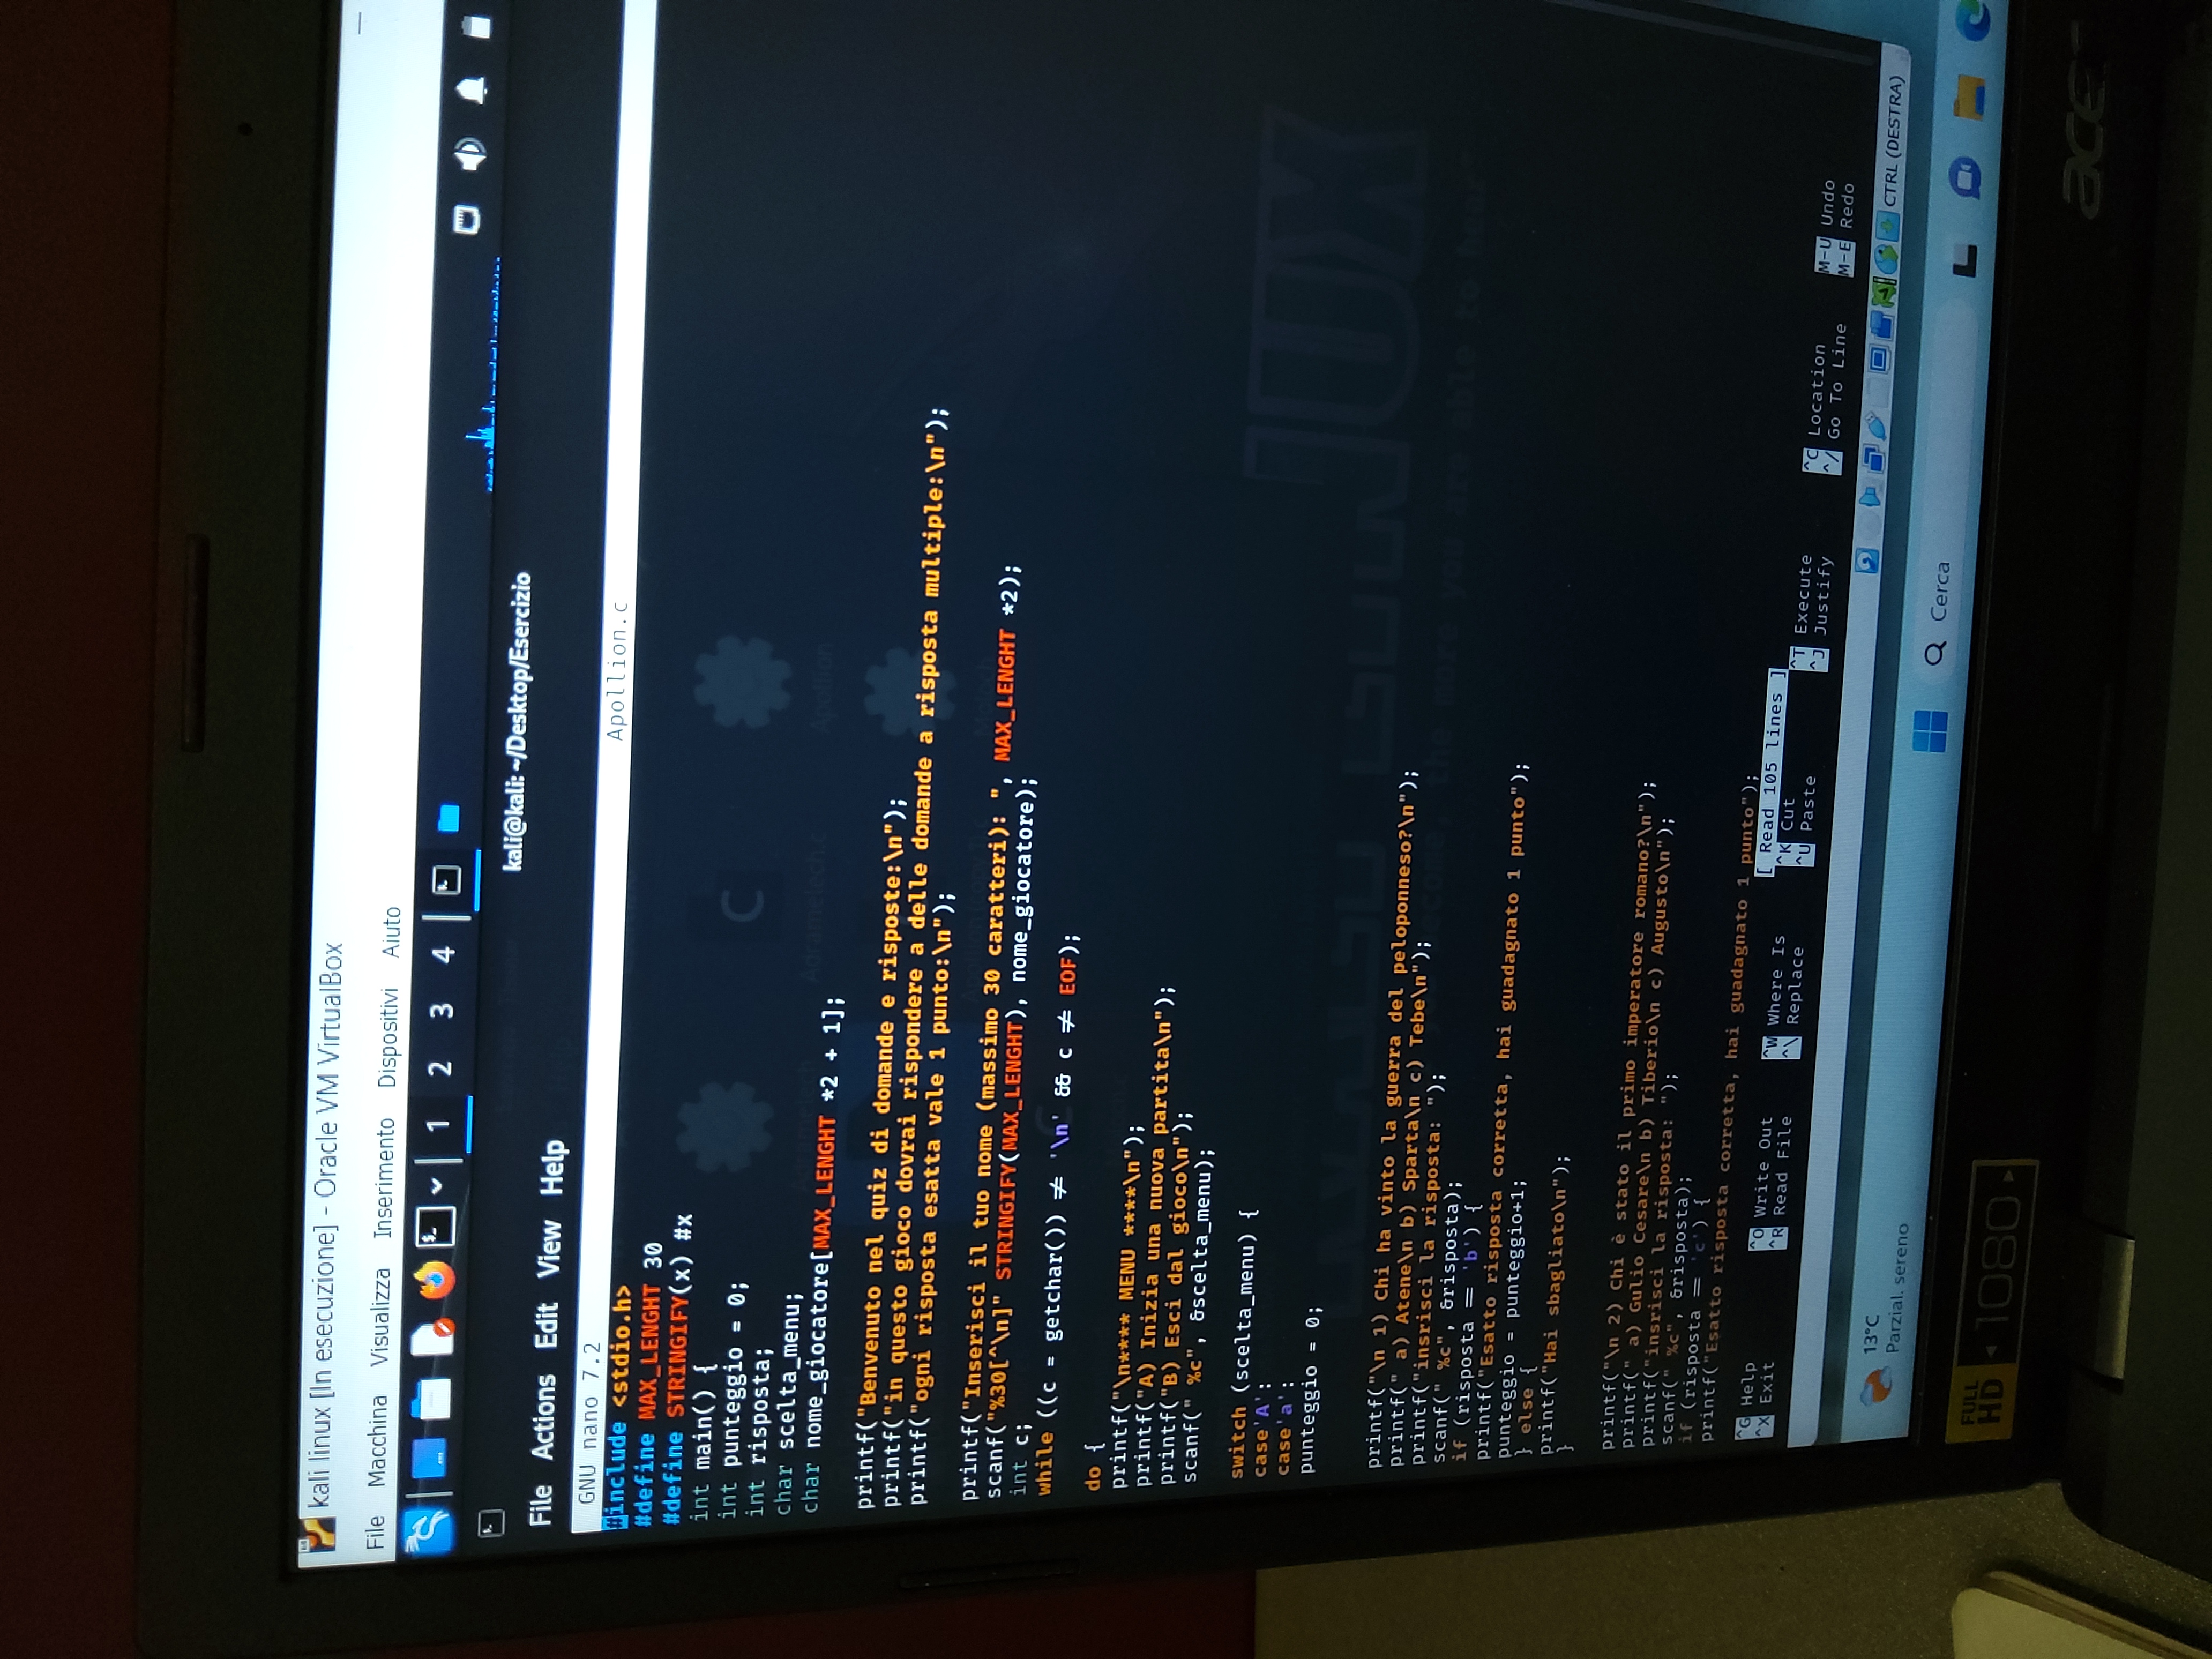 kali linux [In esecuzione] - Oracle VM VirtualBox
File Macchina Visualizza Inserimento Dispositivi Aiuto
1 2 3 4
kali@kali: ~/Desktop/Esercizio
File Actions Edit View Help
GNU nano 7.2 Apollion.c
#include <stdio.h>
#define MAX_LENGHT 30
#define STRINGIFY(x) #x
int main() {
int punteggio = 0;
int risposta;
char scelta_menu;
char nome_giocatore[MAX_LENGHT *2 + 1];
printf("Benvenuto nel quiz di domande e risposte:\n");
printf("in questo gioco dovrai rispondere a delle domande a risposta multiple:\n");
printf("ogni risposta esatta vale 1 punto:\n");
printf("Inserisci il tuo nome (massimo 30 caratteri): ", MAX_LENGHT *2);
scanf("%30[^\n]" STRINGIFY(MAX_LENGHT), nome_giocatore);
int c;
while ((c = getchar()) ≠ '\n' && c ≠ EOF);
do {
printf("\n**** MENU ****\n");
printf("A) Inizia una nuova partita\n");
printf("B) Esci dal gioco\n");
scanf(" %c", &scelta_menu);
switch (scelta_menu) {
case'A':
case'a':
punteggio = 0;
printf("\n 1) Chi ha vinto la guerra del peloponneso?\n");
printf(" a) Atene\n b) Sparta\n c) Tebe\n");
printf("insrisci la risposta: ");
scanf(" %c", &risposta);
if (risposta == 'b') {
printf("Esatto risposta corretta, hai guadagnato 1 punto");
punteggio = punteggio+1;
} else {
printf("Hai sbagliato\n");
}
printf("\n 2) Chi è stato il primo imperatore romano?\n");
printf(" a) Gulio Cesare\n b) Tiberio\n c) Augusto\n");
printf("insrisci la risposta: ");
scanf(" %c", &risposta);
if (risposta == 'c') {
printf("Esatto risposta corretta, hai guadagnato 1 punto");
[ Read 105 lines ]
^G Help ^O Write Out ^W Where Is ^K Cut ^T Execute ^C Location M-U Undo
^X Exit ^R Read File ^\ Replace ^U Paste ^J Justify ^/ Go To Line M-E Redo
CTRL (DESTRA)
13°C
Parzial. sereno
Cerca
FULL HD 1080
acer